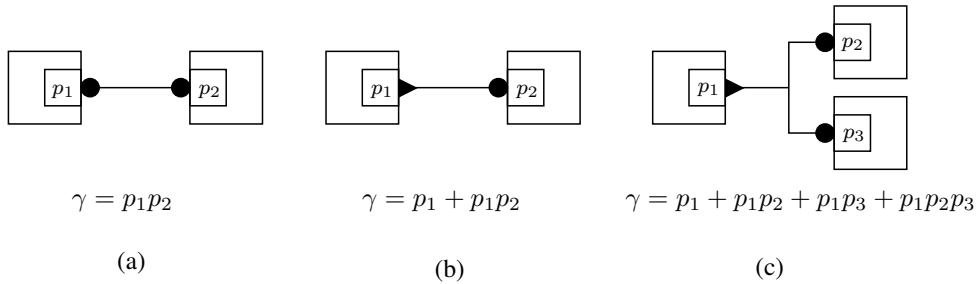 p₁ p₂
γ = p₁p₂
(a)
p₁ p₂
γ = p₁ + p₁p₂
(b)
p₁ p₂
p₃
γ = p₁ + p₁p₂ + p₁p₃ + p₁p₂p₃
(c)